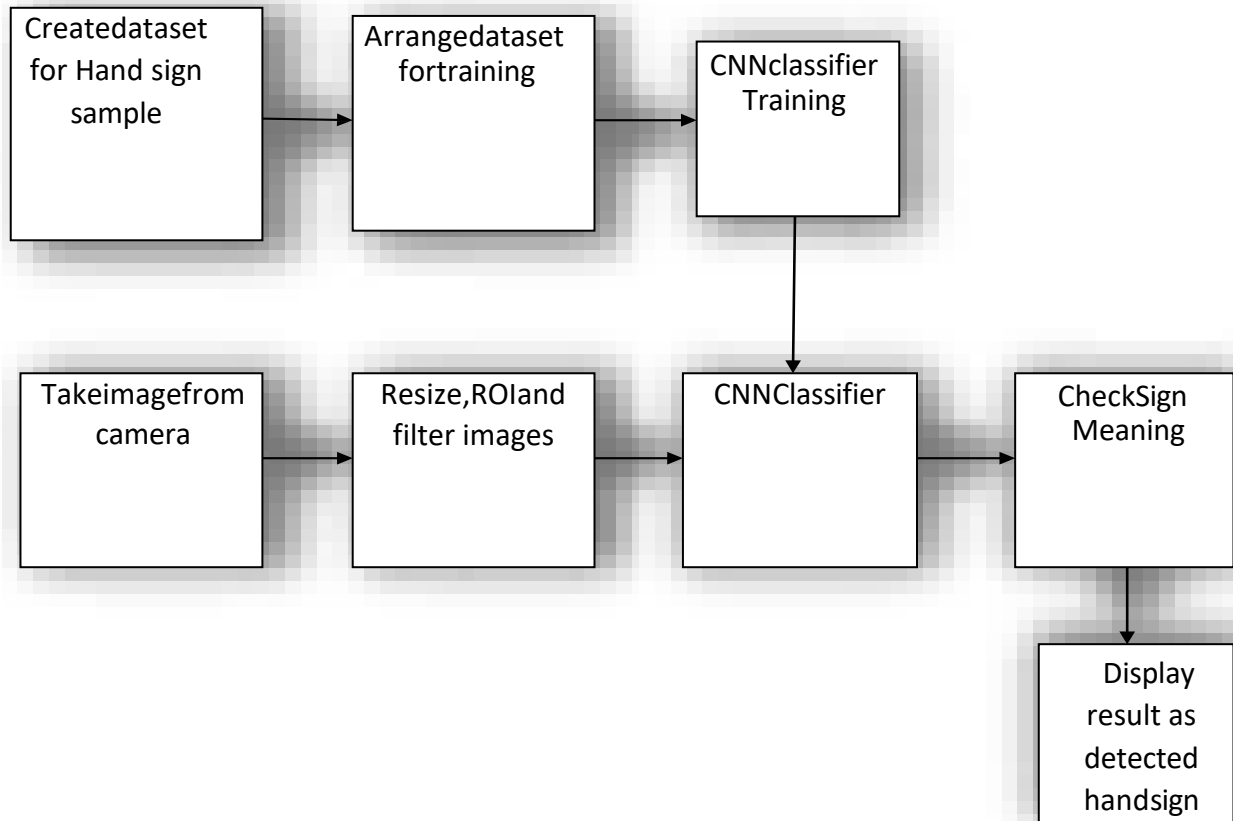 Createdataset
for Hand sign
sample
Arrangedataset
fortraining
CNNclassifier
Training
Takeimagefrom
camera
Resize,ROIand
filter images
CNNClassifier
CheckSign
Meaning
Display
result as
detected
handsign